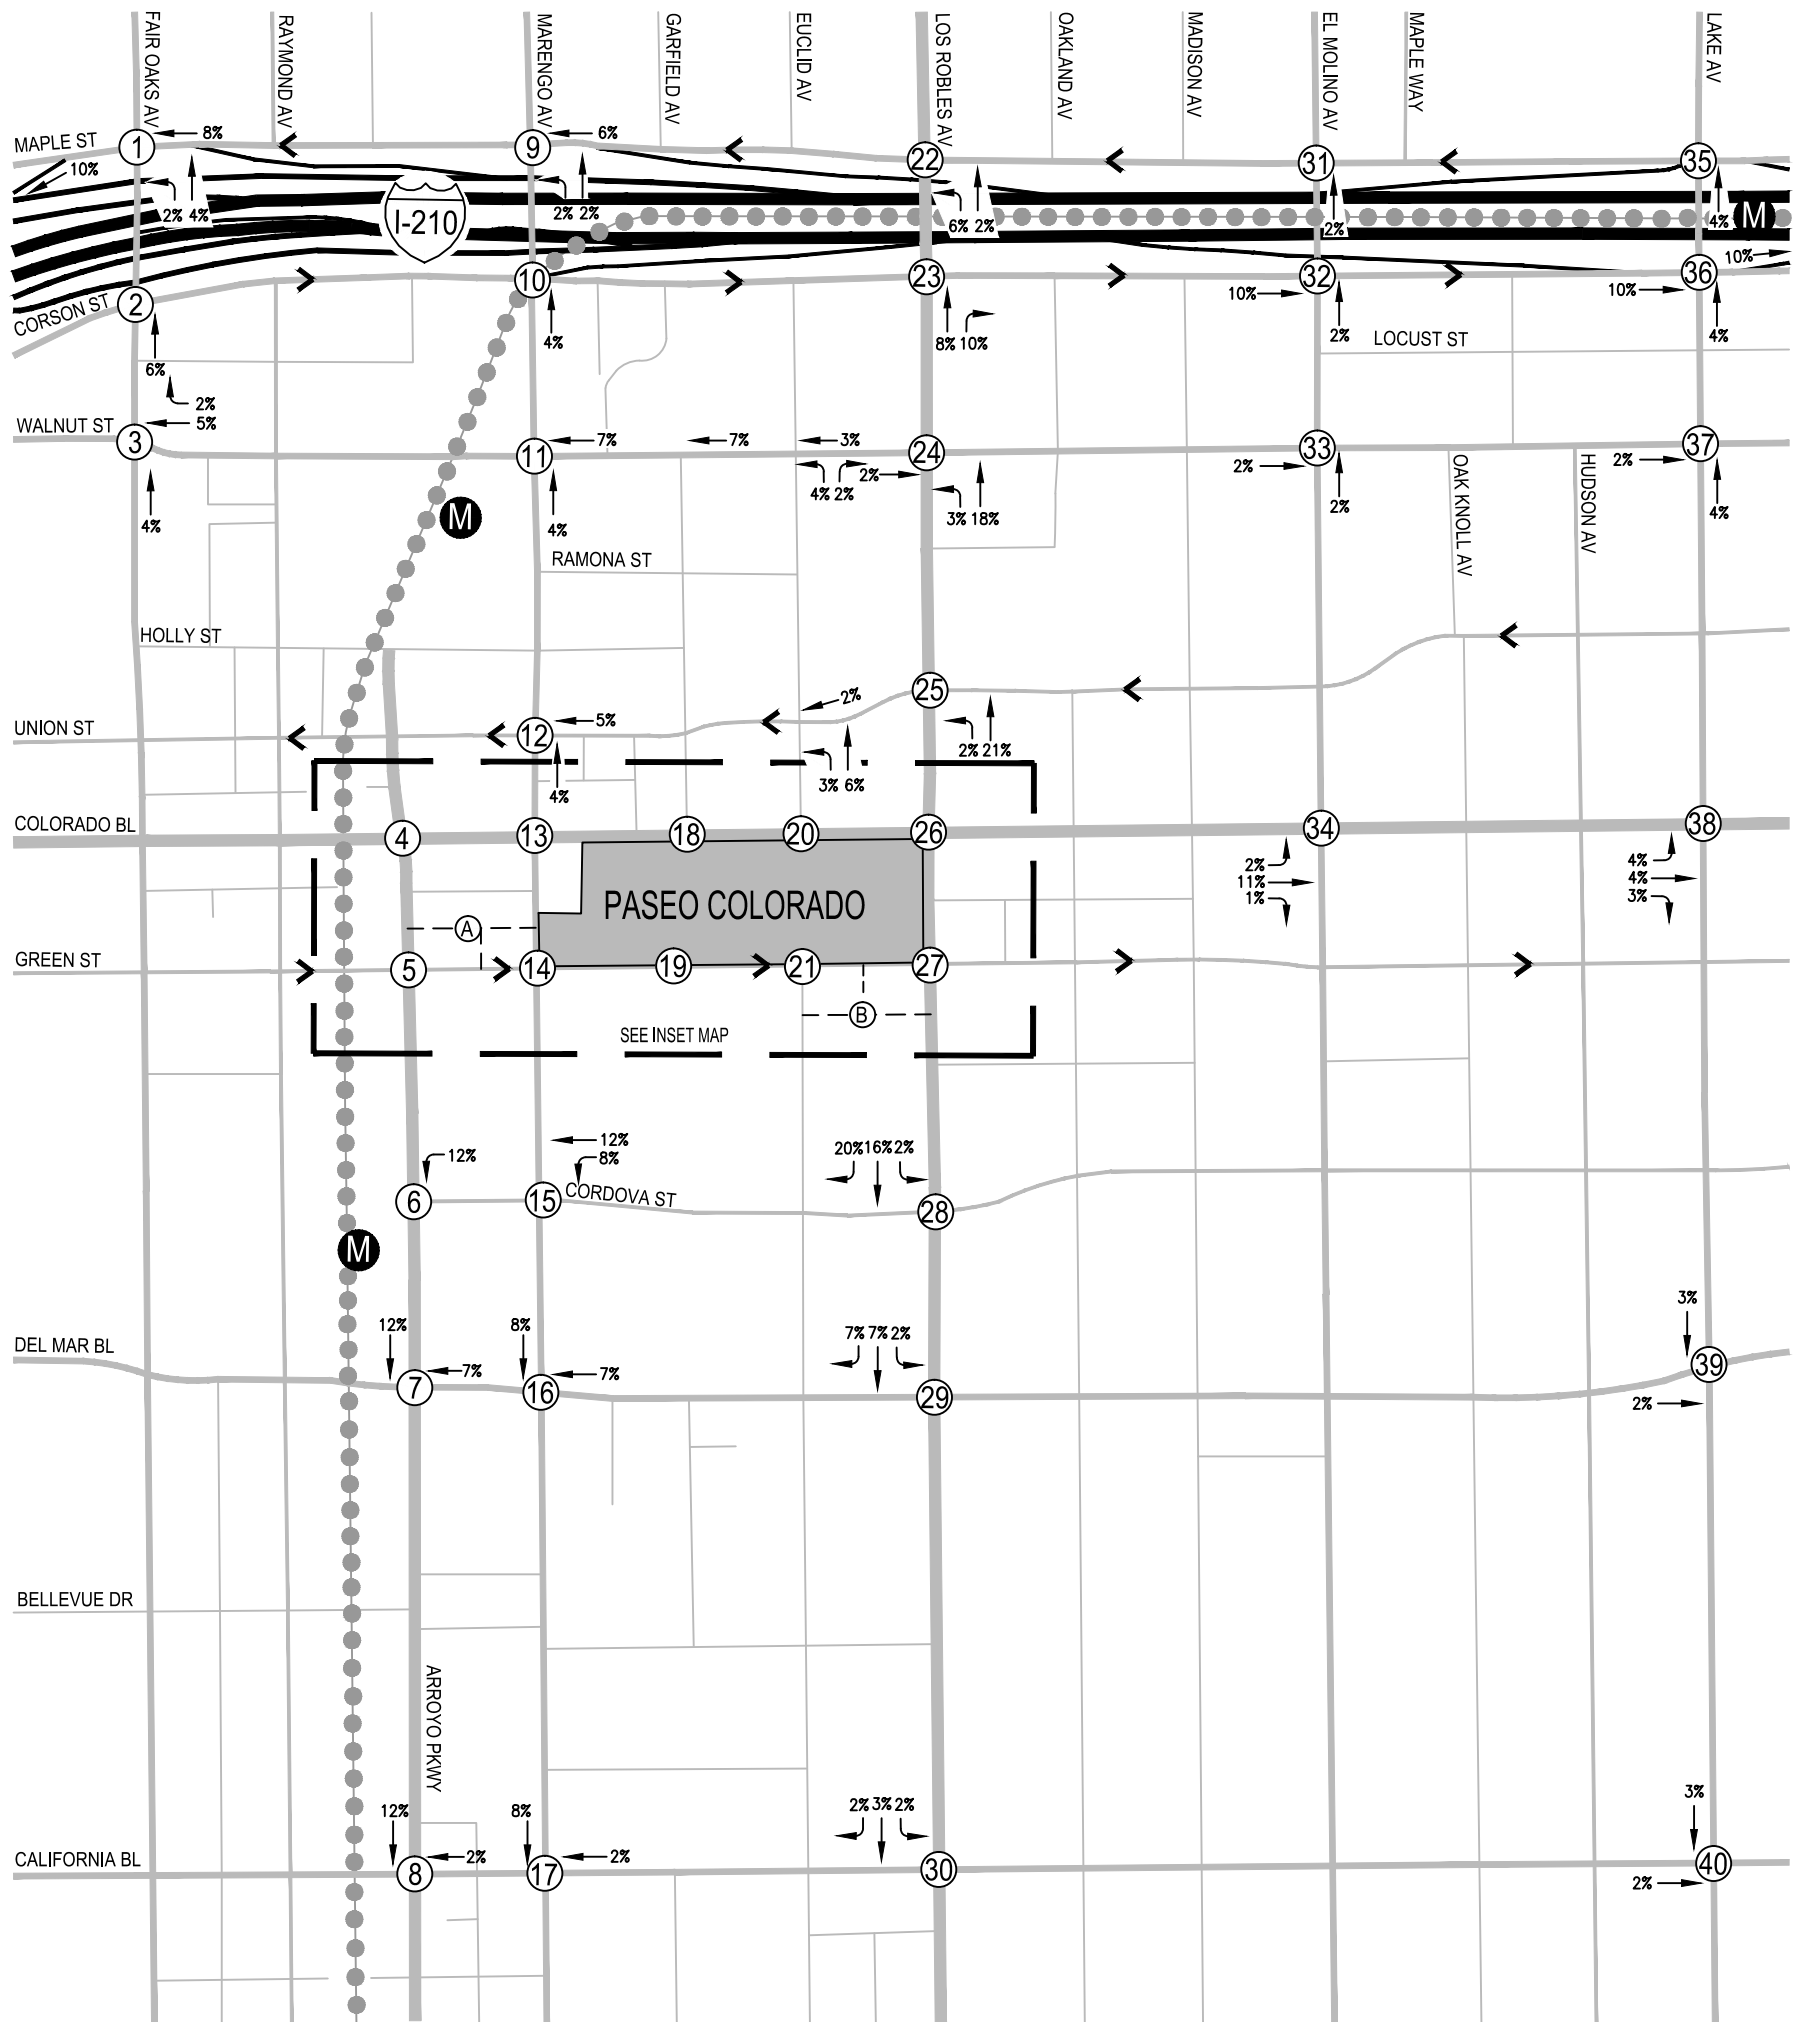 FAIR OAKS AV
RAYMOND AV
MARENGO AV
GARFIELD AV
EUCLID AV
LOS ROBLES AV
OAKLAND AV
MADISON AV
EL MOLINO AV
MAPLE WAY
LAKE AV
MAPLE ST
1
8%
9
6%
22
31
35
10%
2% 4%
I-210
2% 2%
6% 2%
2%
4%
M
10%
CORSON ST
2
10
23
32
36
6%
4%
8% 10%
10%
2%
10%
4%
LOCUST ST
2%
5%
WALNUT ST
3
4%
11
7%
7%
3%
4%
4% 2%
2%
24
3% 18%
2%
33
2%
2%
37
4%
OAK KNOLL AV
HUDSON AV
M
RAMONA ST
HOLLY ST
UNION ST
12
5%
4%
2%
25
2% 21%
3% 6%
COLORADO BL
4
13
18
20
26
34
38
PASEO COLORADO
2%
11%
1%
4%
4%
3%
A
GREEN ST
5
14
19
21
27
B
SEE INSET MAP
12%
12%
8%
20% 16% 2%
6
15
CORDOVA ST
28
M
12%
8%
7% 7% 2%
3%
DEL MAR BL
7
7%
16
7%
29
39
2%
BELLEVUE DR
ARROYO PKWY
12%
8%
2% 3% 2%
3%
CALIFORNIA BL
8
2%
17
2%
30
40
2%